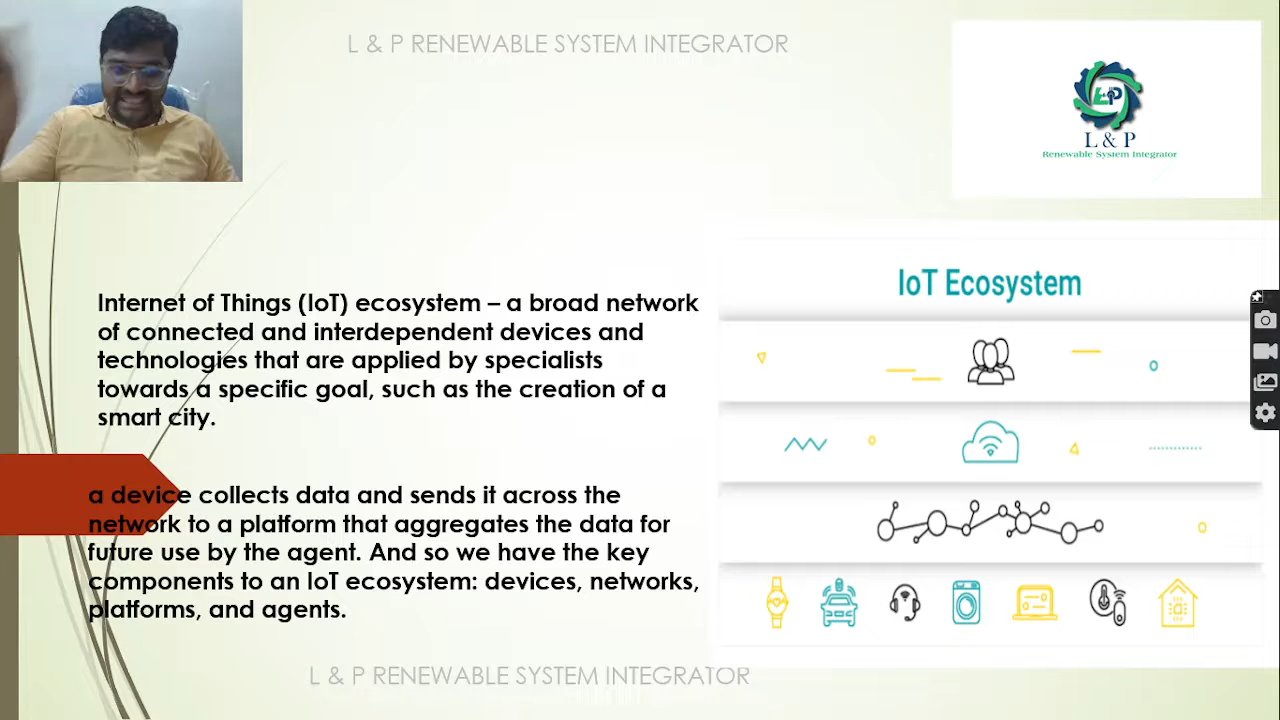 L & P RENEWABLE SYSTEM INTEGRATOR
LP
L & P
Renewable System Integrator
IoT Ecosystem
Internet of Things (IoT) ecosystem – a broad network
of connected and interdependent devices and
technologies that are applied by specialists
towards a specific goal, such as the creation of a
smart city.
a device collects data and sends it across the
network to a platform that aggregates the data for
future use by the agent. And so we have the key
components to an IoT ecosystem: devices, networks,
platforms, and agents.
L & P RENEWABLE SYSTEM INTEGRATOR